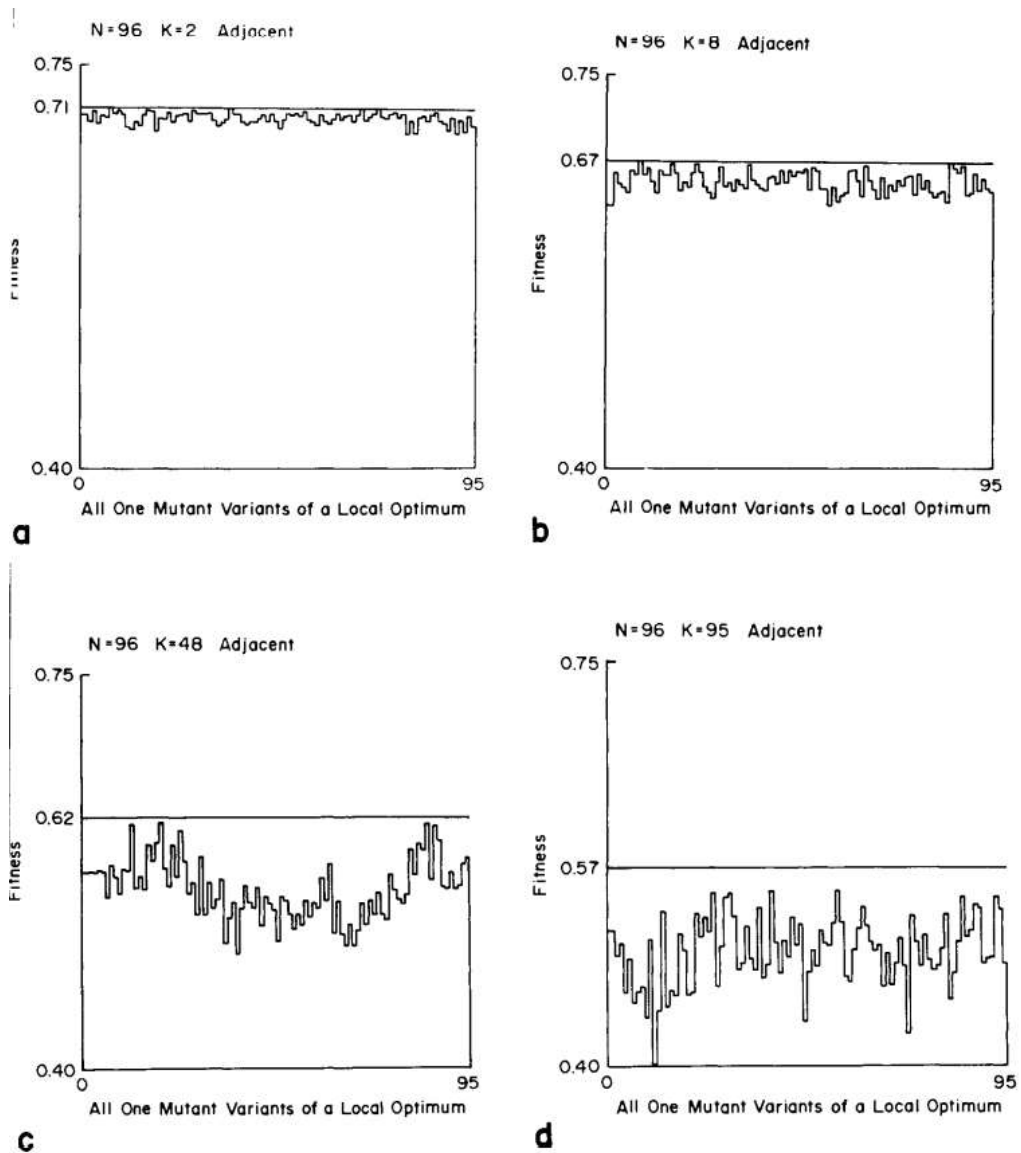 N=96 K=2 Adjacent
0.75
0.71
Fitness
0.40
0
95
All One Mutant Variants of a Local Optimum
a
N=96 K=8 Adjacent
0.75
0.67
Fitness
0.40
0
95
All One Mutant Variants of a Local Optimum
b
N=96 K=48 Adjacent
0.75
0.62
Fitness
0.40
0
95
All One Mutant Variants of a Local Optimum
c
N=96 K=95 Adjacent
0.75
0.57
Fitness
0.40
0
95
All One Mutant Variants of a Local Optimum
d